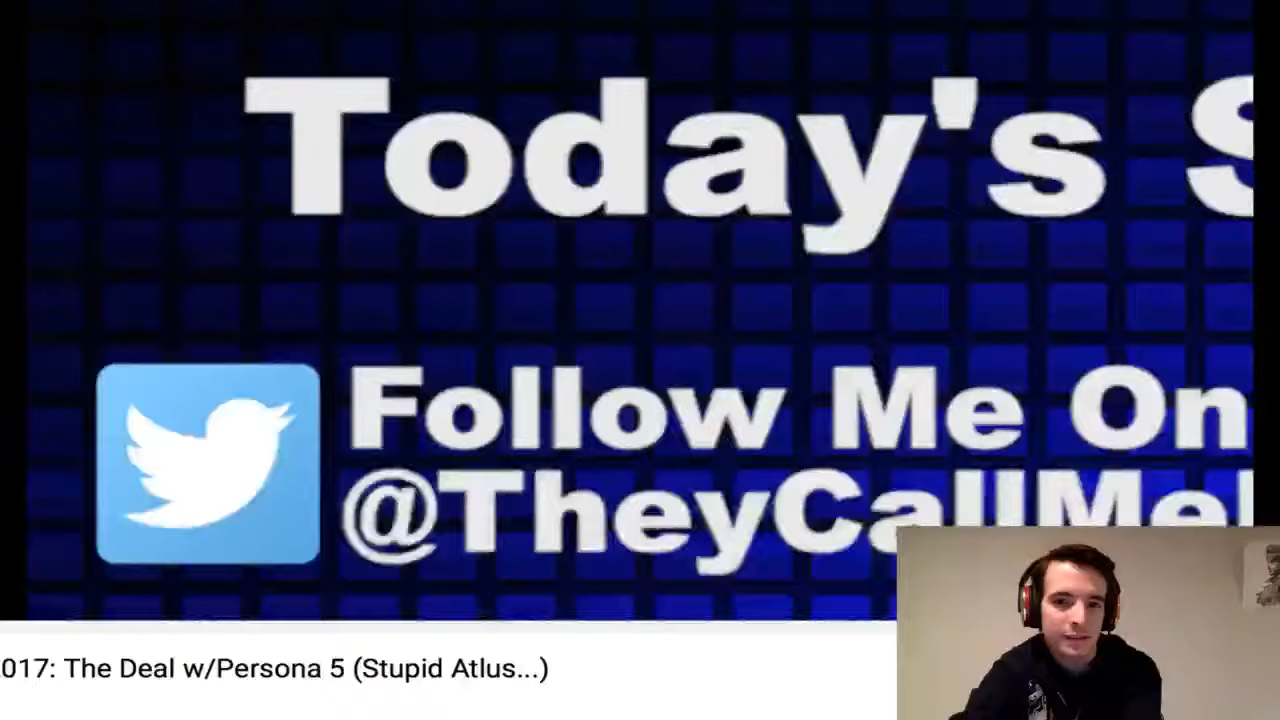 Today's S
Follow Me On
@TheyCallMe
017: The Deal w/Persona 5 (Stupid Atlus...)